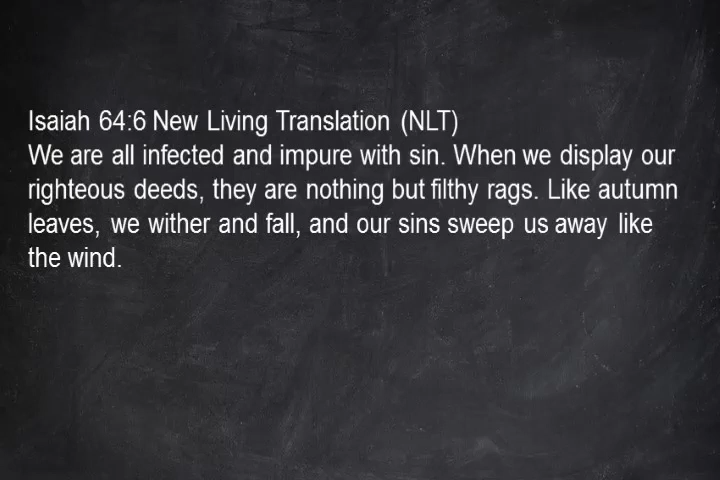 Isaiah 64:6 New Living Translation (NLT)
We are all infected and impure with sin. When we display our
righteous deeds, they are nothing but filthy rags. Like autumn
leaves, we wither and fall, and our sins sweep us away like
the wind.